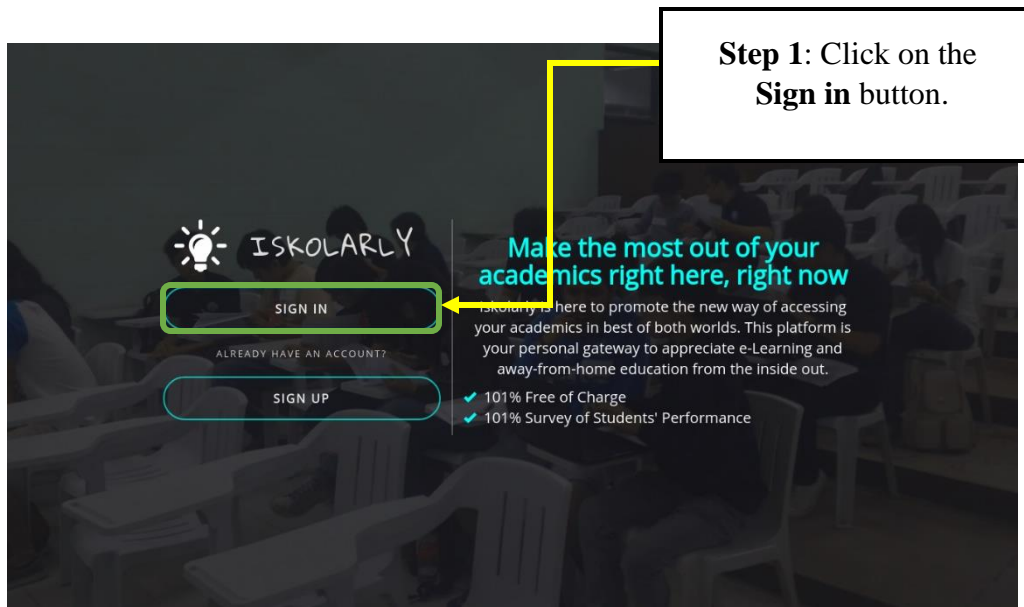 Step 1: Click on the
Sign in button.
ISKOLARLY
SIGN IN
ALREADY HAVE AN ACCOUNT?
SIGN UP
Make the most out of your
academics right here, right now
Iskolarly is here to promote the new way of accessing
your academics in best of both worlds. This platform is
your personal gateway to appreciate e-Learning and
away-from-home education from the inside out.
101% Free of Charge
101% Survey of Students' Performance